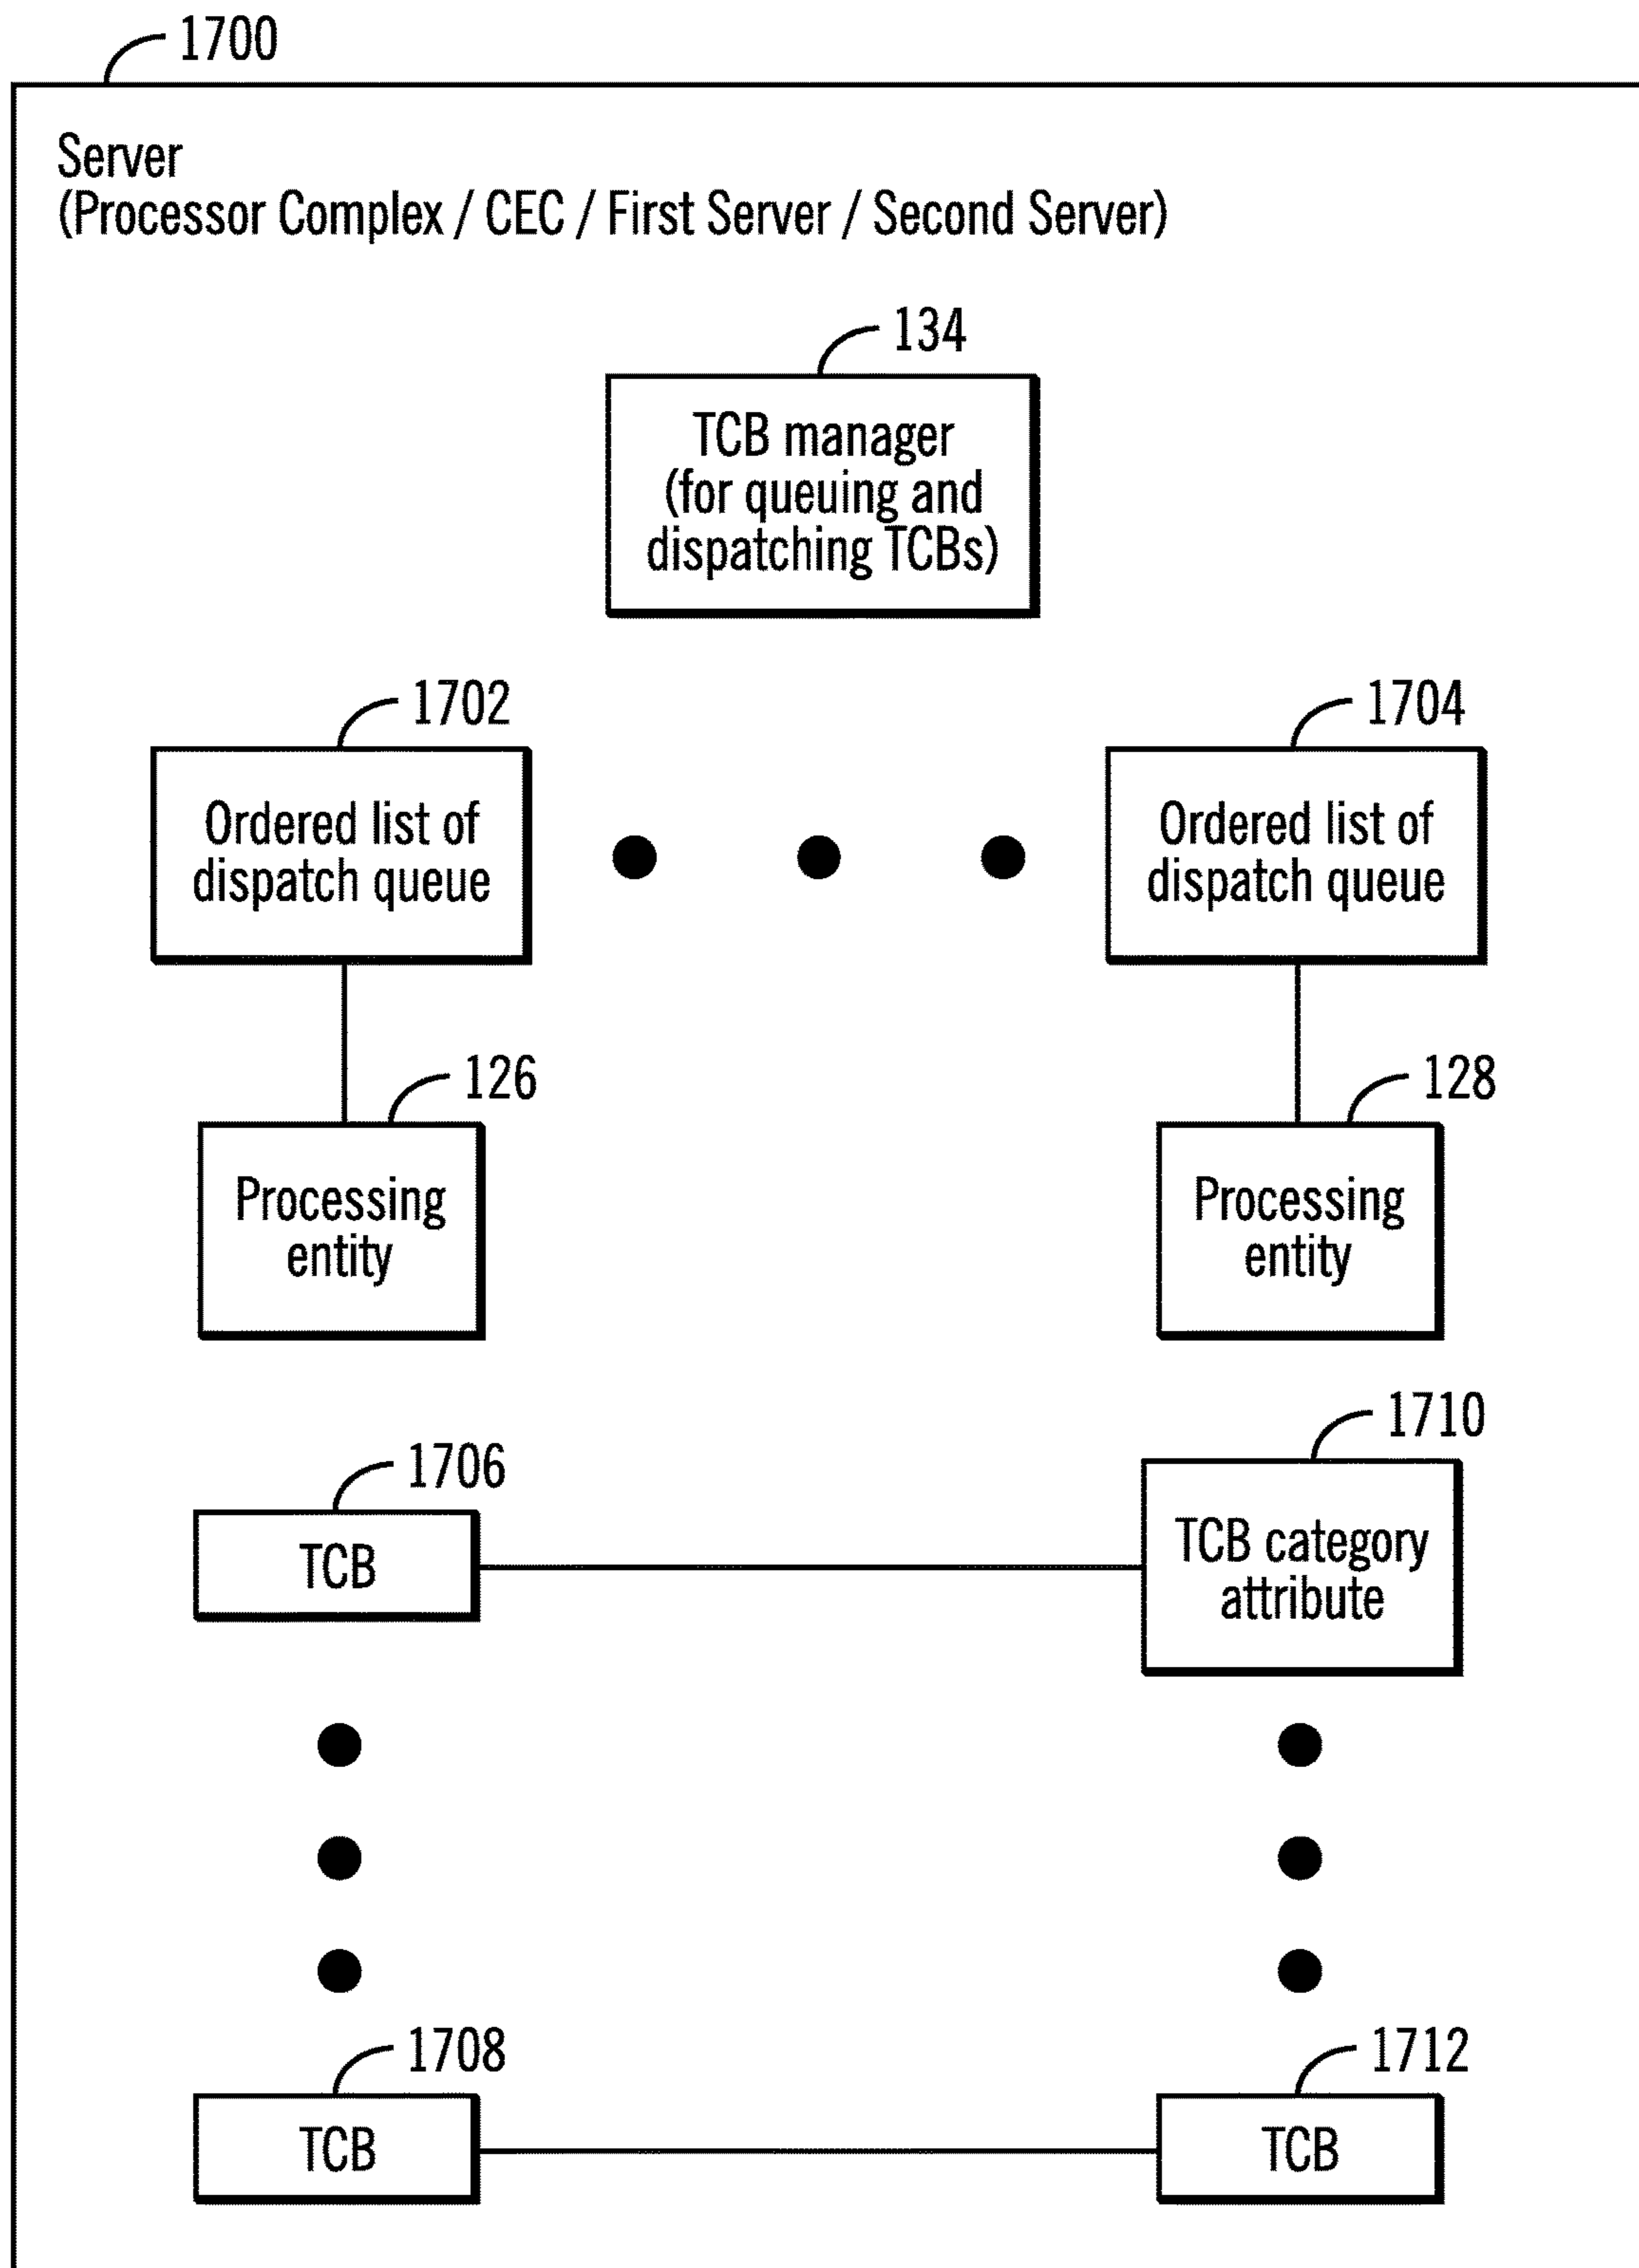 1700
Server
(Processor Complex / CEC / First Server / Second Server)
134
TCB manager
(for queuing and
dispatching TCBs)
1702
Ordered list of
dispatch queue
1704
Ordered list of
dispatch queue
126
Processing
entity
128
Processing
entity
1706
TCB
1710
TCB category
attribute
1708
TCB
1712
TCB